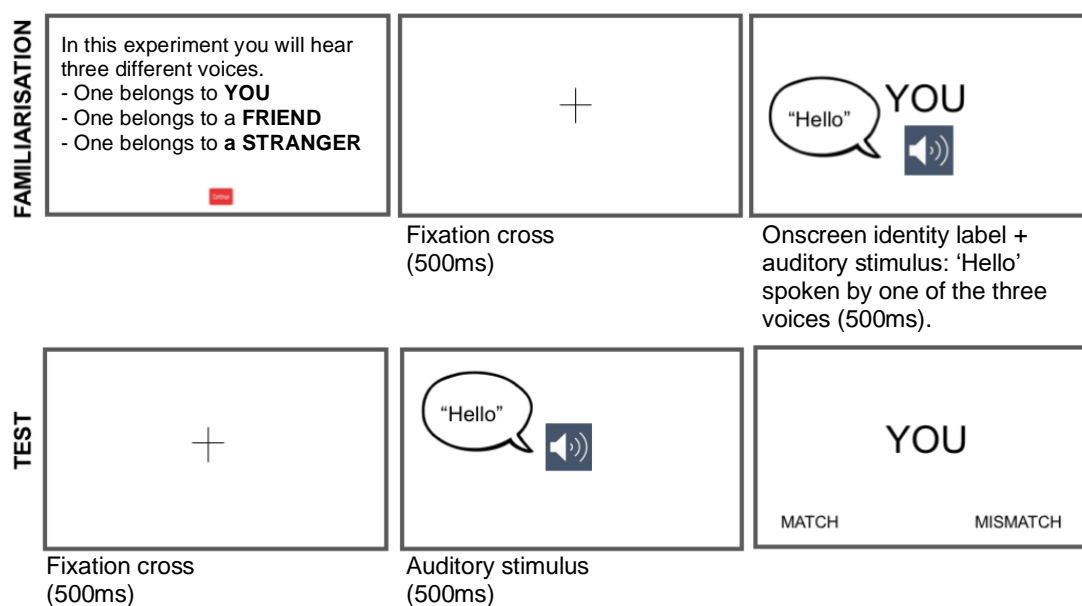 FAMILIARISATION
In this experiment you will hear
three different voices.
- One belongs to YOU
- One belongs to a FRIEND
- One belongs to a STRANGER
Continue
Fixation cross
(500ms)
"Hello"
YOU
Onscreen identity label +
auditory stimulus: ‘Hello’
spoken by one of the three
voices (500ms).
TEST
Fixation cross
(500ms)
"Hello"
Auditory stimulus
(500ms)
YOU
MATCH MISMATCH